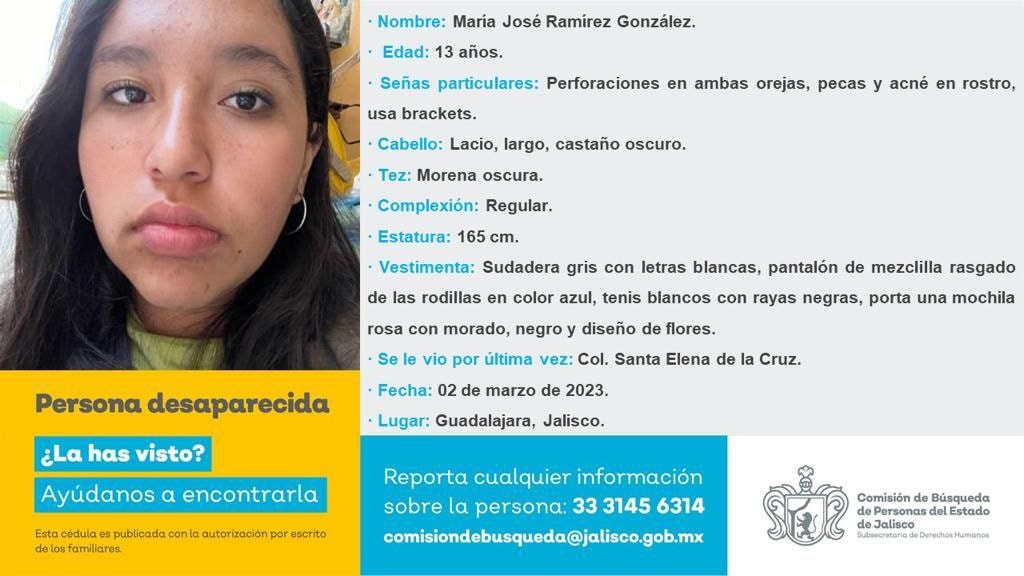 · Nombre: María José Ramírez González.
· Edad: 13 años.
· Señas particulares: Perforaciones en ambas orejas, pecas y acné en rostro,
usa brackets.
· Cabello: Lacio, largo, castaño oscuro.
· Tez: Morena oscura.
· Complexión: Regular.
· Estatura: 165 cm.
· Vestimenta: Sudadera gris con letras blancas, pantalón de mezclilla rasgado
de las rodillas en color azul, tenis blancos con rayas negras, porta una mochila
rosa con morado, negro y diseño de flores.
· Se le vio por última vez: Col. Santa Elena de la Cruz.
· Fecha: 02 de marzo de 2023.
· Lugar: Guadalajara, Jalisco.
Persona desaparecida
¿La has visto?
Ayúdanos a encontrarla
Esta cédula es publicada con la autorización por escrito
de los familiares.
Reporta cualquier información
sobre la persona: 33 3145 6314
comisiondebusqueda@jalisco.gob.mx
Comisión de Búsqueda
de Personas del Estado
de Jalisco
Subsecretaría de Derechos Humanos